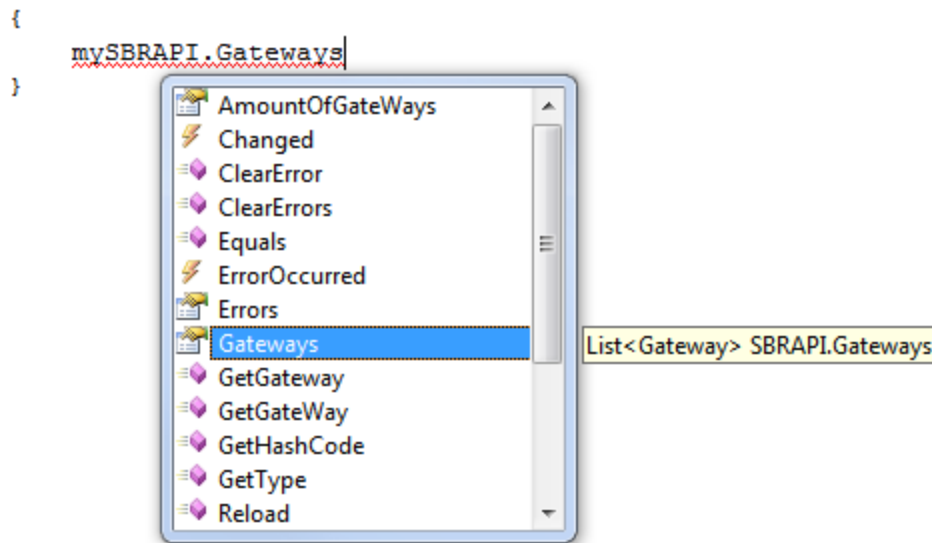 {
mySBRAPI.Gateways
}
AmountOfGateWays
Changed
ClearError
ClearErrors
Equals
ErrorOccurred
Errors
Gateways
List<Gateway> SBRAPI.Gateways
GetGateway
GetGateWay
GetHashCode
GetType
Reload